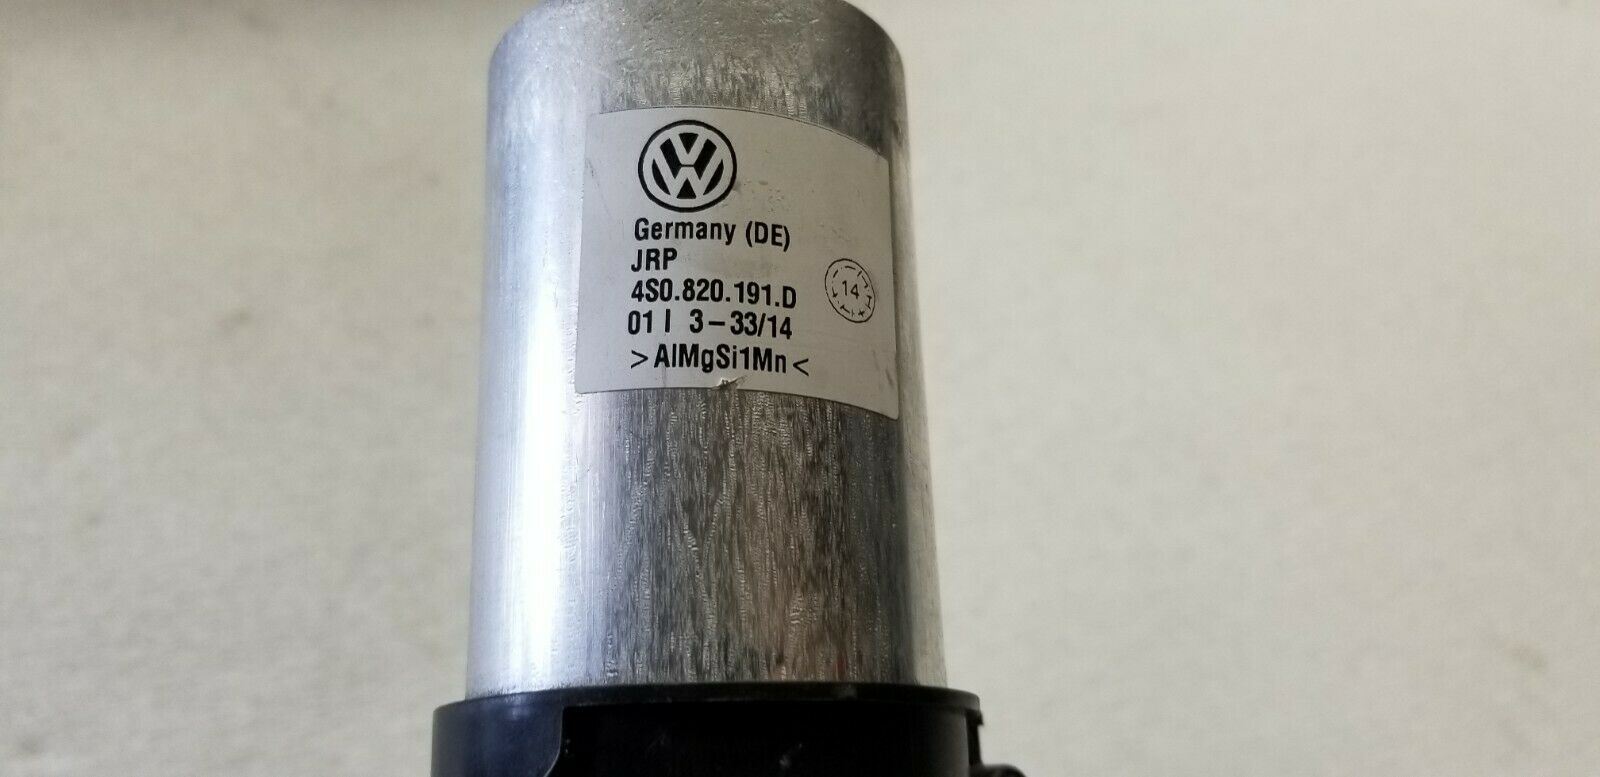 VW
Germany (DE)
JRP
4S0.820.191.D
14
01 I 3-33/14
>AlMgSi1Mn<